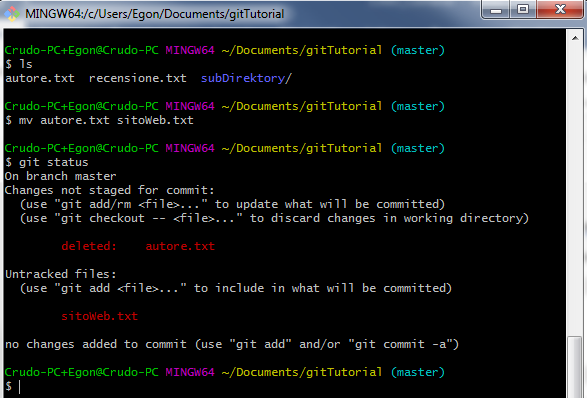 MINGW64:/c/Users/Egon/Documents/gitTutorial
Crudo-PC+Egon@Crudo-PC MINGW64 ~/Documents/gitTutorial (master)
$ ls
autore.txt  recensione.txt  subDirektory/
Crudo-PC+Egon@Crudo-PC MINGW64 ~/Documents/gitTutorial (master)
$ mv autore.txt sitoWeb.txt
Crudo-PC+Egon@Crudo-PC MINGW64 ~/Documents/gitTutorial (master)
$ git status
On branch master
Changes not staged for commit:
  (use "git add/rm <file>..." to update what will be committed)
  (use "git checkout -- <file>..." to discard changes in working directory)
        deleted:    autore.txt
Untracked files:
  (use "git add <file>..." to include in what will be committed)
        sitoWeb.txt
no changes added to commit (use "git add" and/or "git commit -a")
Crudo-PC+Egon@Crudo-PC MINGW64 ~/Documents/gitTutorial (master)
$